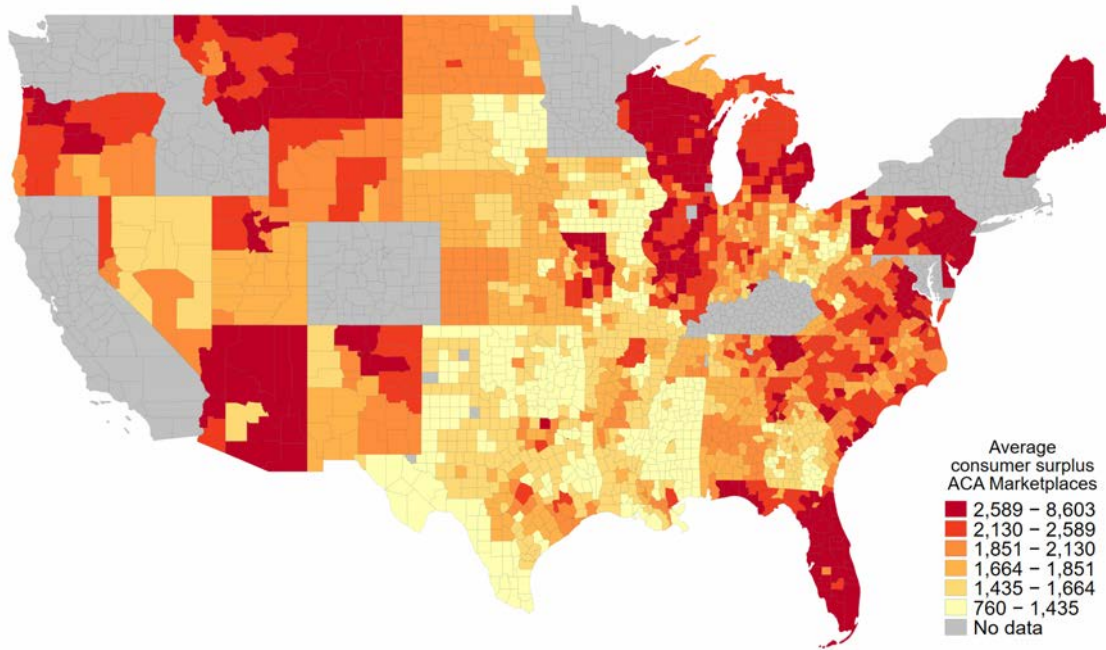 Average
consumer surplus
ACA Marketplaces
2,589 − 8,603
2,130 − 2,589
1,851 − 2,130
1,664 − 1,851
1,435 − 1,664
760 − 1,435
No data